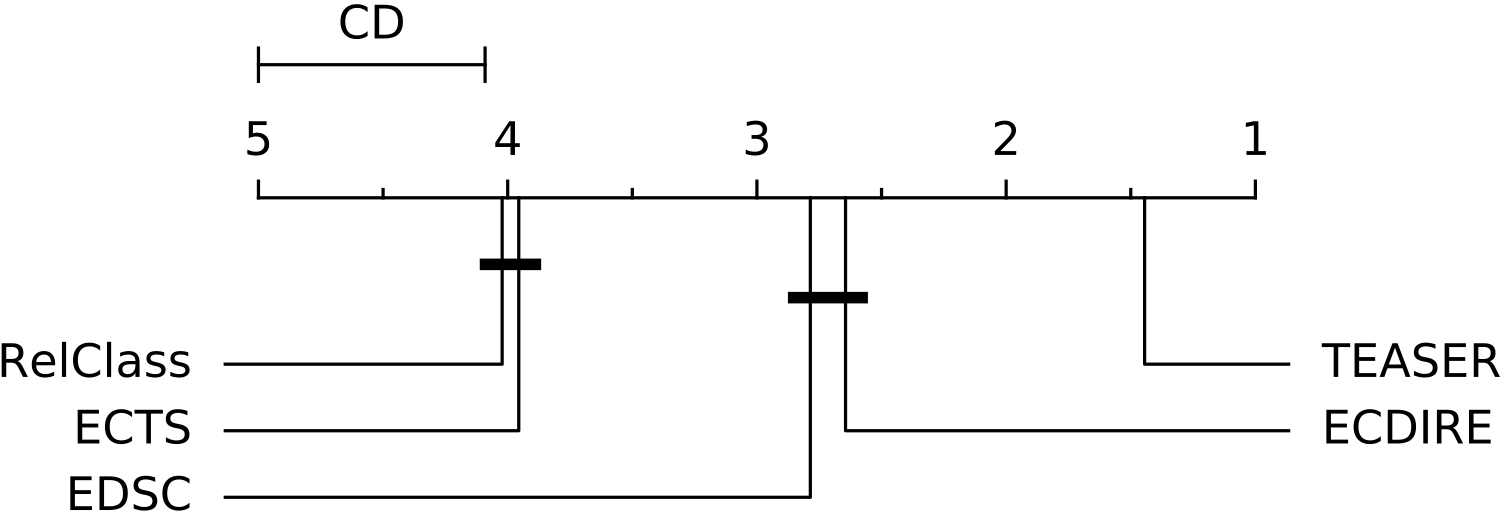 CD
5 4 3 2 1
RelClass TEASER
ECTS ECDIRE
EDSC